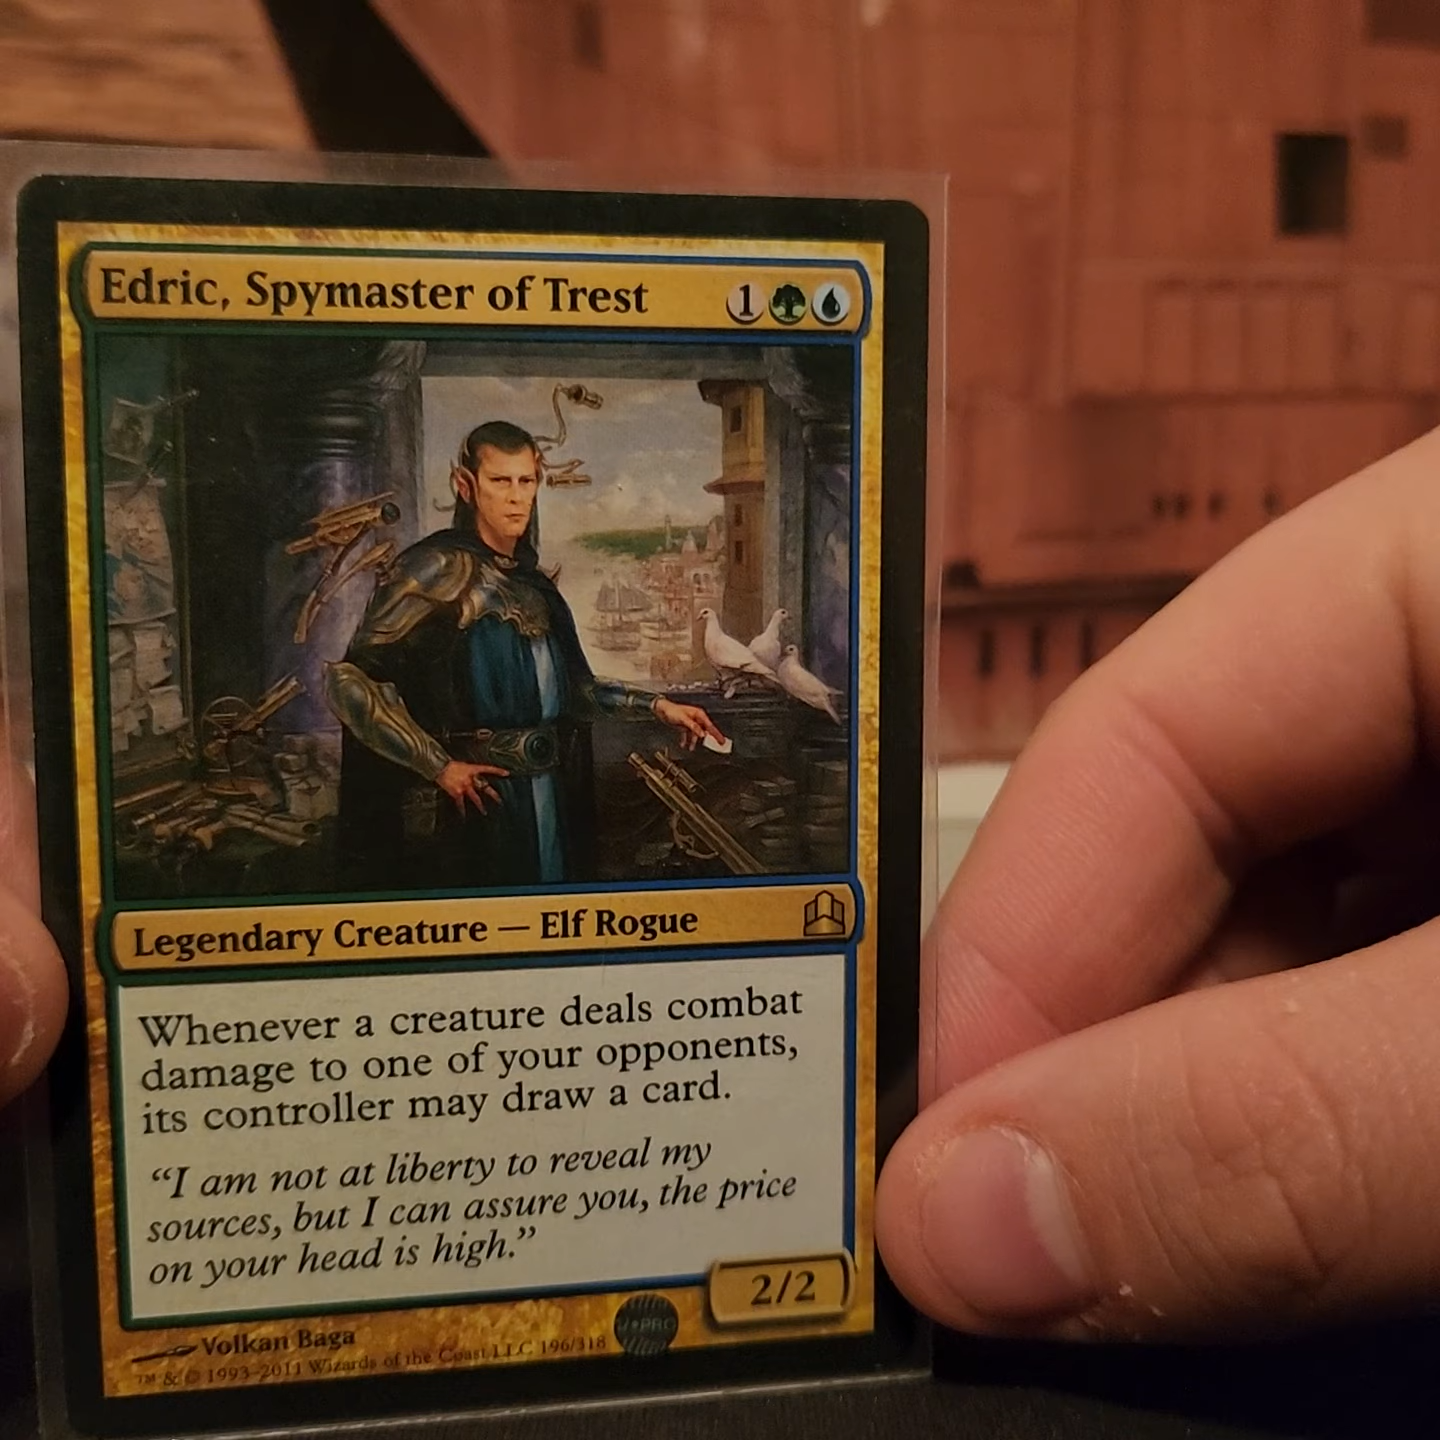 Edric, Spymaster of Trest 1
Legendary Creature — Elf Rogue
Whenever a creature deals combat
damage to one of your opponents,
its controller may draw a card.
“I am not at liberty to reveal my
sources, but I can assure you, the price
on your head is high.”
2/2
Volkan Baga
™ & © 1993–2011 Wizards of the Coast LLC 196/318
PRO